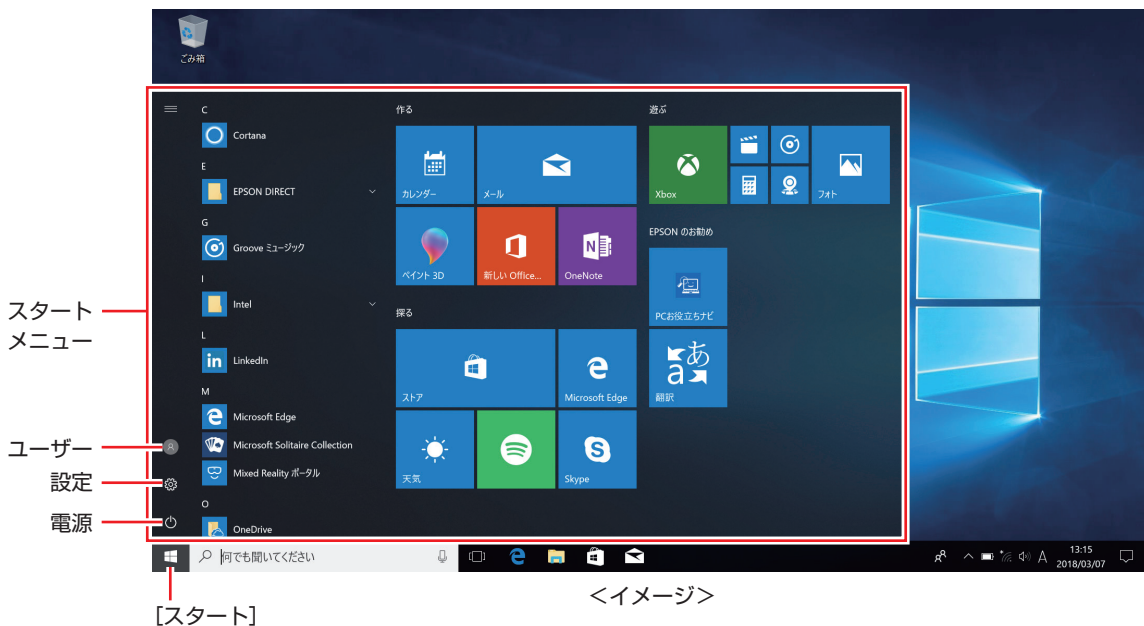 ごみ箱
C
Cortana
E
EPSON DIRECT
G
Groove ミュージック
I
Intel
L
LinkedIn
M
Microsoft Edge
Microsoft Solitaire Collection
Mixed Reality ポータル
O
OneDrive
作る
カレンダー
メール
ペイント 3D
新しい Office...
OneNote
探る
ストア
Microsoft Edge
天気
Skype
遊ぶ
Xbox
フォト
EPSON のお勧め
PCお役立ちナビ
あ
a
翻訳
スタート
メニュー
ユーザー
設定
電源
何でも聞いてください
A
13:15
2018/03/07
[スタート]
<イメージ>